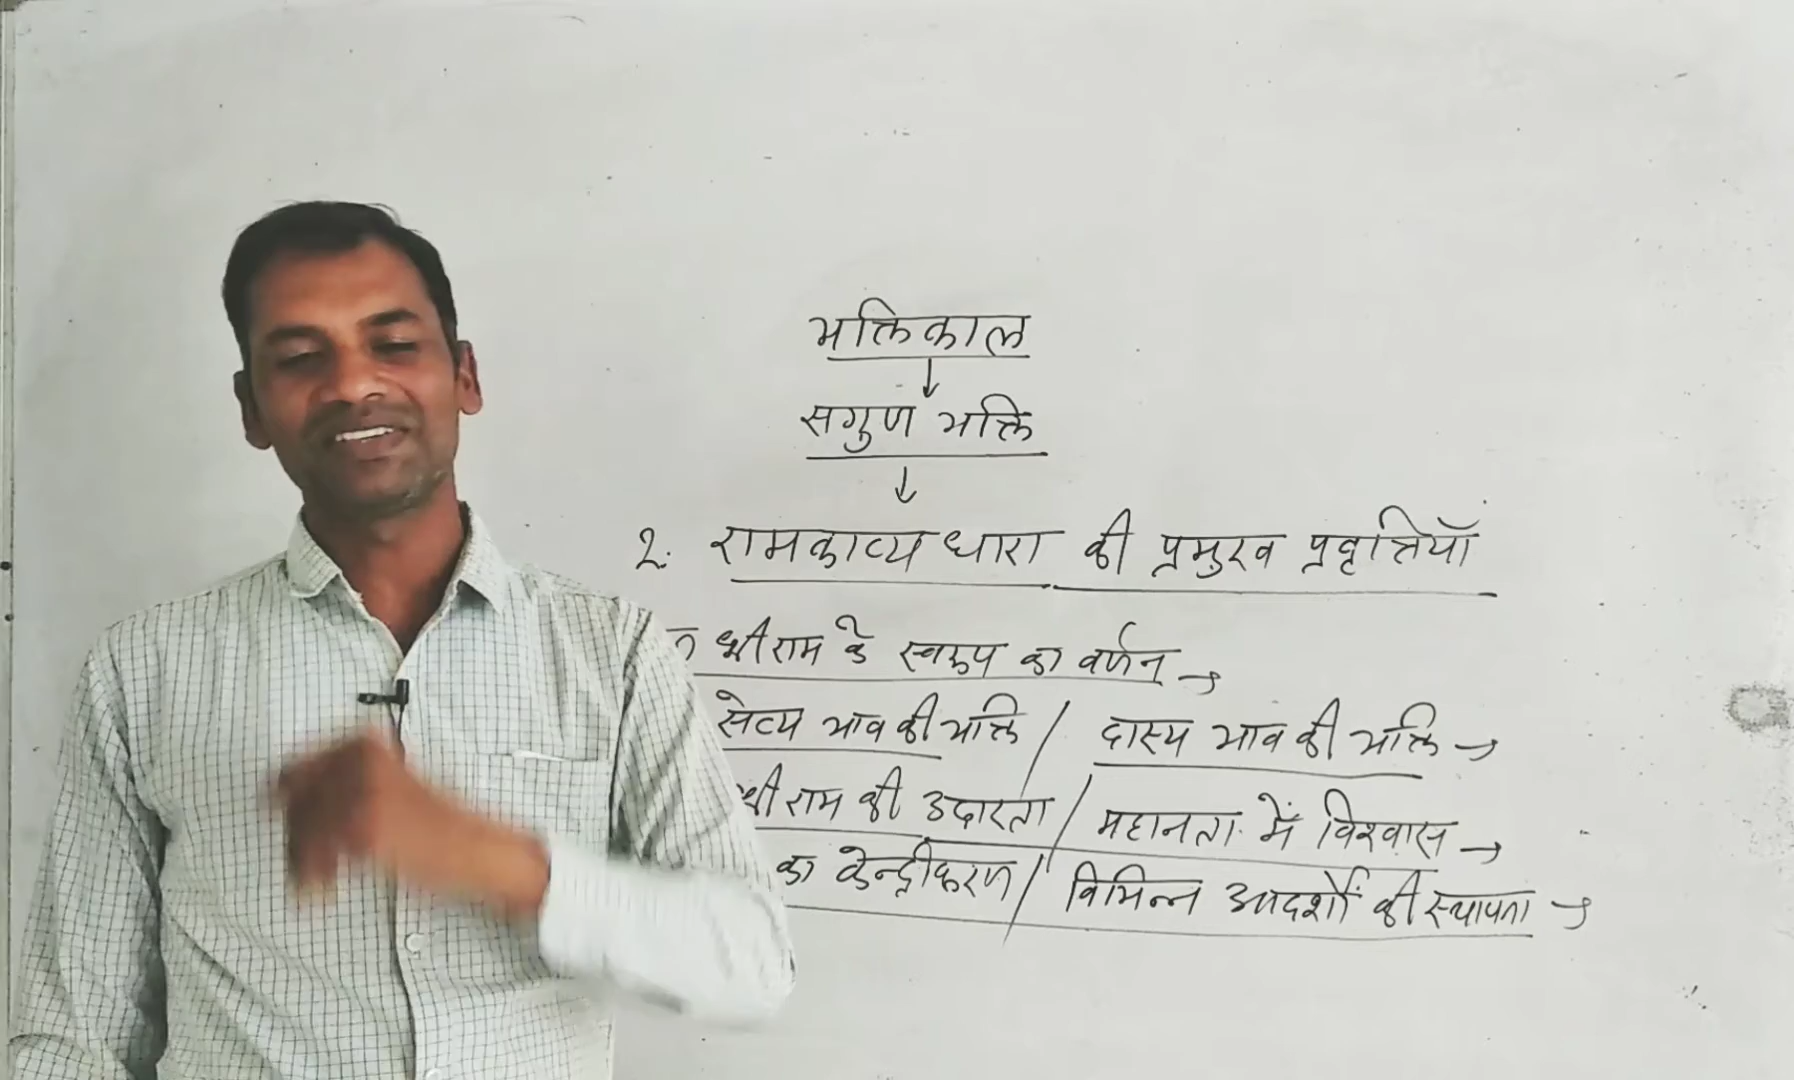 भक्तिकाल
↓
सगुण भक्ति
↓
2. रामकाव्य धारा की प्रमुख प्रवृत्तियाँ
श्री राम के स्वरूप का वर्णन →
सेव्य भाव की भक्ति / दास्य भाव की भक्ति →
श्री राम की उदारता / महानता में विश्वास →
का केन्द्रीकरण / विभिन्न आदर्शों की स्थापना →